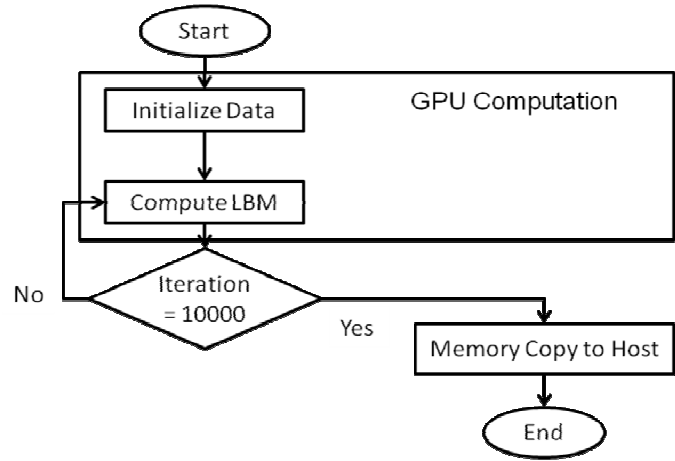 Start
GPU Computation
Initialize Data
Compute LBM
Iteration
= 10000
No
Yes
Memory Copy to Host
End